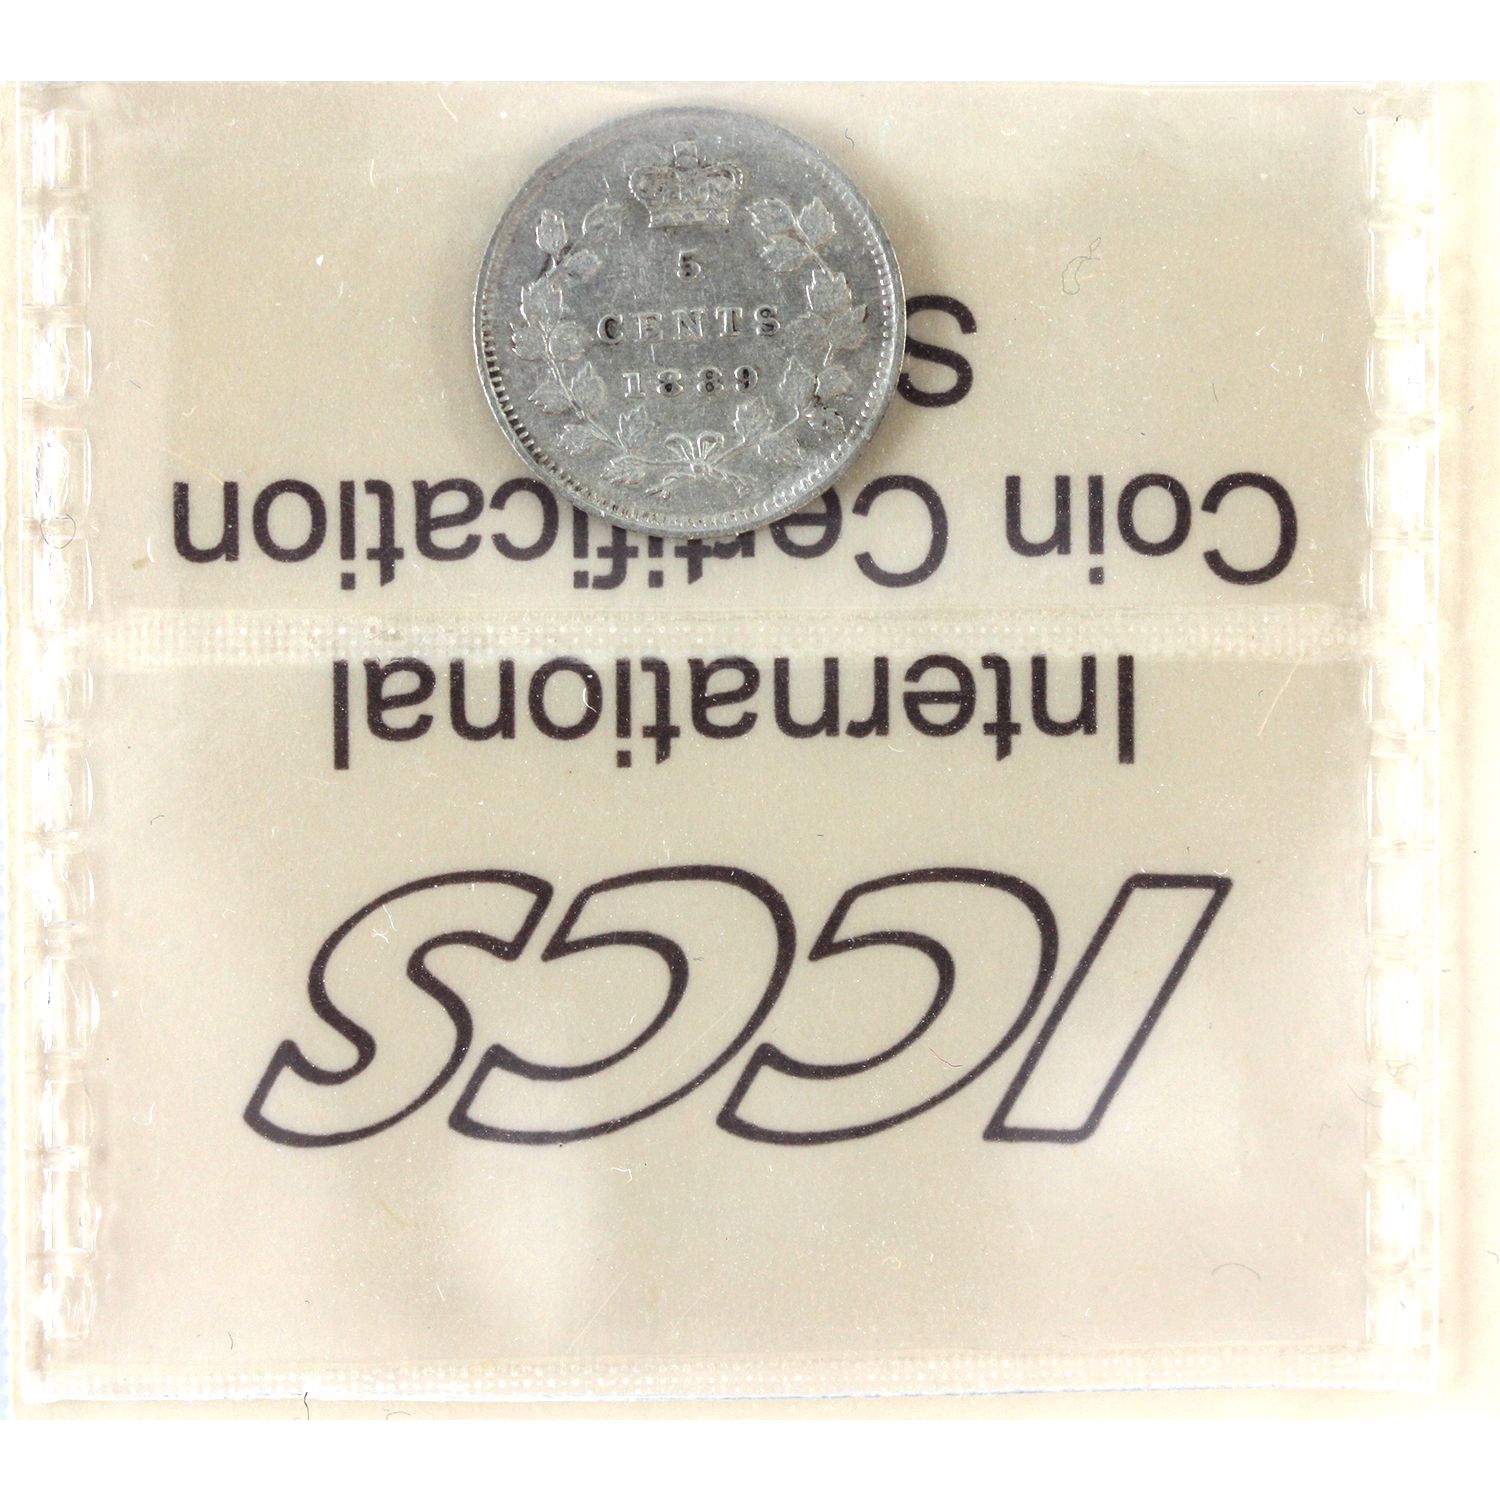 5
CENTS
1889
ICCS
International
Coin Certification
S